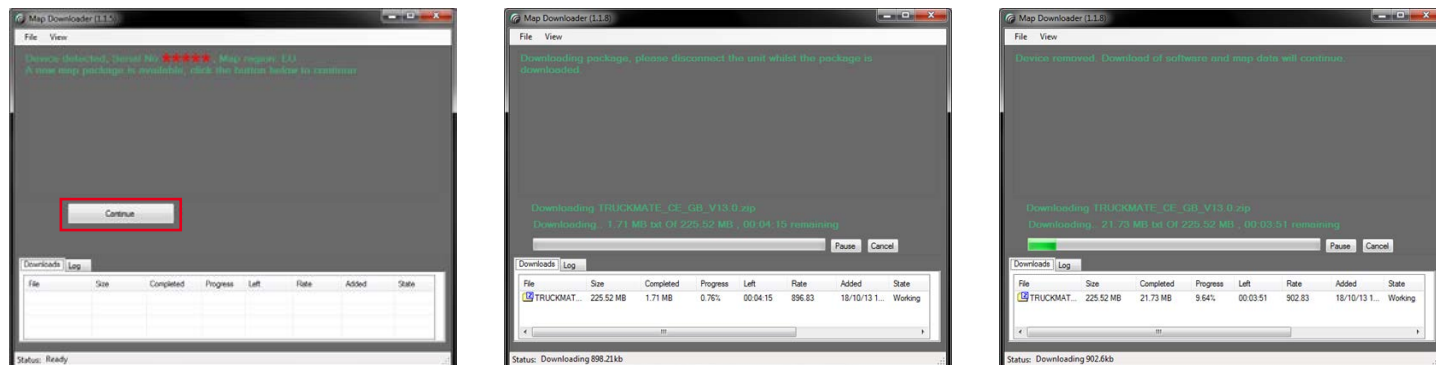 Map Downloader (1.1.5)
File View
Device detected, Serial No ★★★★★, Map region: EU
A new map package is available, click the button below to continue
Continue
Downloads Log
File Size Completed Progress Left Rate Added State
Status: Ready
Map Downloader (1.1.8)
File View
Downloading package, please disconnect the unit whilst the package is
downloaded
Downloading TRUCKMATE_CE_GB_V13.0.zip
Downloading.. 1.71 MB txt Of 225.52 MB , 00:04:15 remaining
Pause Cancel
Downloads Log
File Size Completed Progress Left Rate Added State
TRUCKMAT... 225.52 MB 1.71 MB 0.76% 00:04:15 896.83 18/10/13 1... Working
Status: Downloading 898.21kb
Map Downloader (1.1.8)
File View
Device removed. Download of software and map data will continue.
Downloading TRUCKMATE_CE_GB_V13.0.zip
Downloading.. 21.73 MB txt Of 225.52 MB , 00:03:51 remaining
Pause Cancel
Downloads Log
File Size Completed Progress Left Rate Added State
TRUCKMAT... 225.52 MB 21.73 MB 9.64% 00:03:51 902.83 18/10/13 1... Working
Status: Downloading 902.6kb